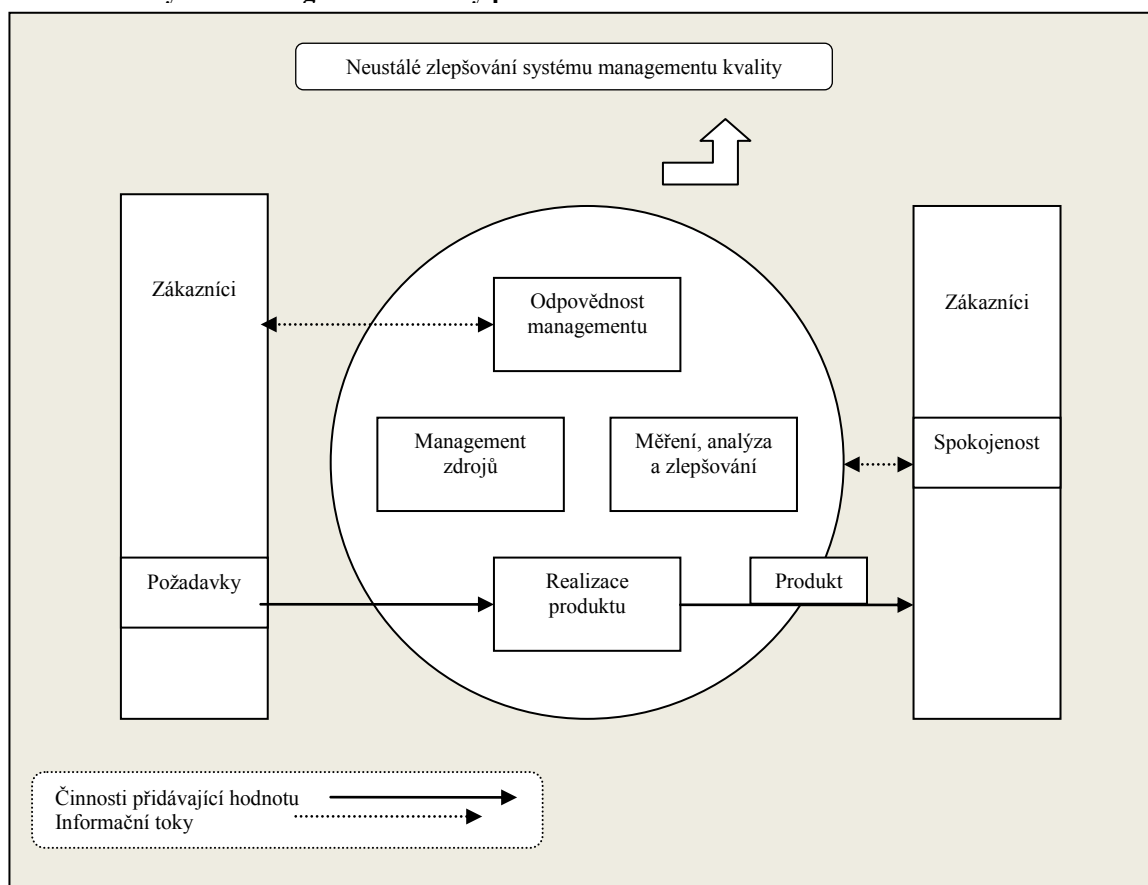 Neustálé zlepšování systému managementu kvality
Zákazníci
Odpovědnost
managementu
Zákazníci
Management
zdrojů
Měření, analýza
a zlepšování
Spokojenost
Požadavky
Realizace
produktu
Produkt
Činnosti přidávající hodnotu
Informační toky